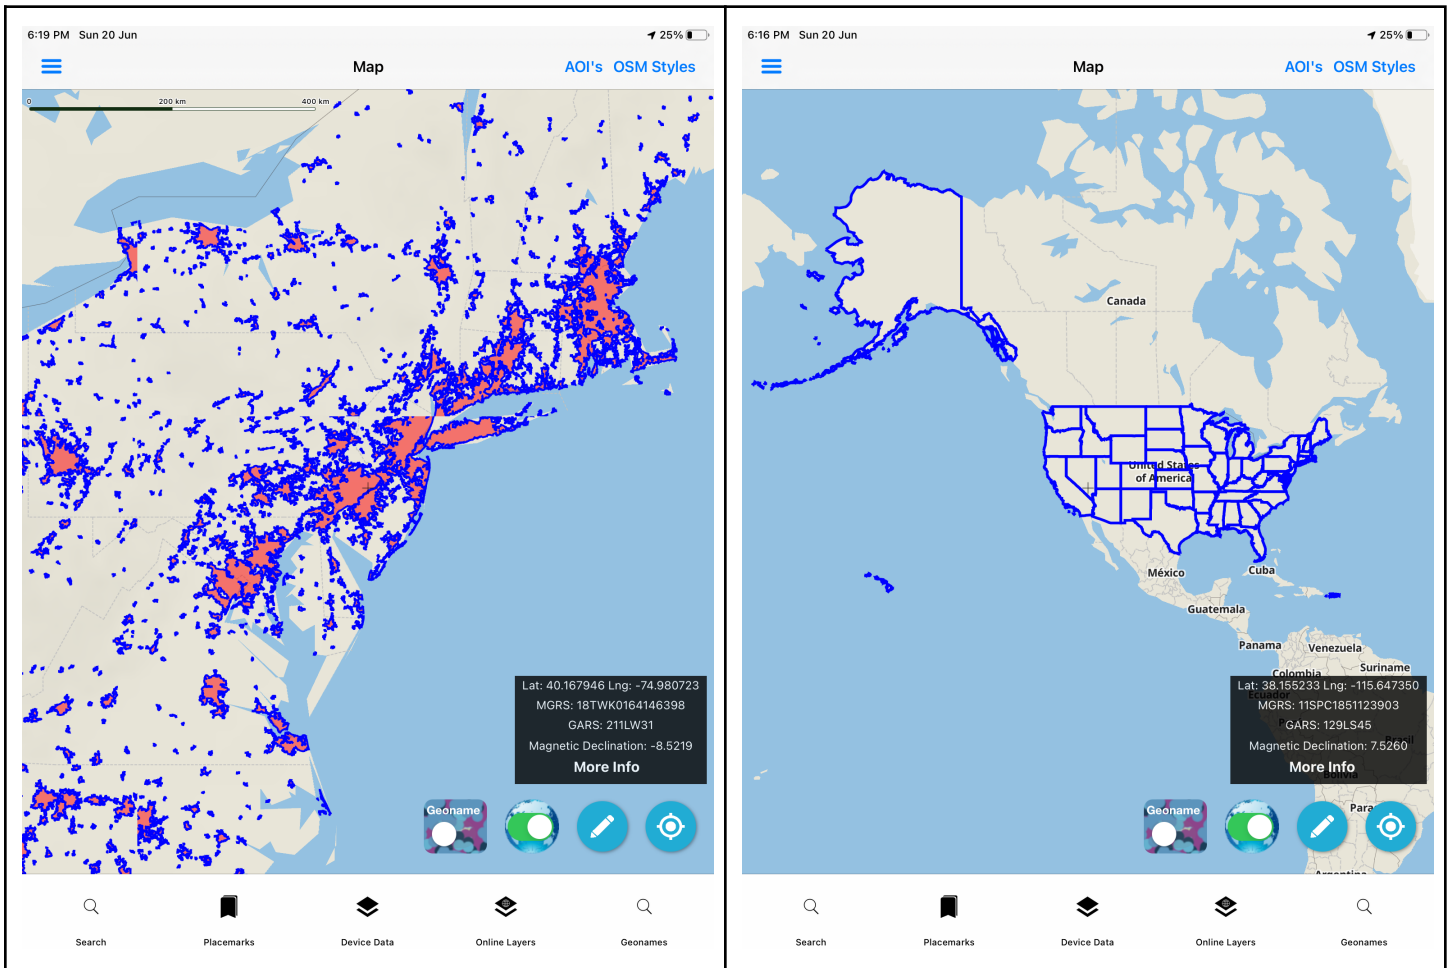 6:19 PM Sun 20 Jun
25%
Map
AOI's OSM Styles
0 200 km 400 km
Lat: 40.167946 Lng: -74.980723
MGRS: 18TWK0164146398
GARS: 211LW31
Magnetic Declination: -8.5219
More Info
Geoname
Search
Placemarks
Device Data
Online Layers
Geonames
6:16 PM Sun 20 Jun
25%
Map
AOI's OSM Styles
Canada
United States
of America
México
Cuba
Guatemala
Panama
Venezuela
Colombia
Suriname
Ecuador
Lat: 38.155233 Lng: -115.647350
MGRS: 11SPC1851123903
GARS: 129LS45
Brasil
Magnetic Declination: 7.5260
More Info
Bolivia
Geoname
Para
Argentina
Search
Placemarks
Device Data
Online Layers
Geonames